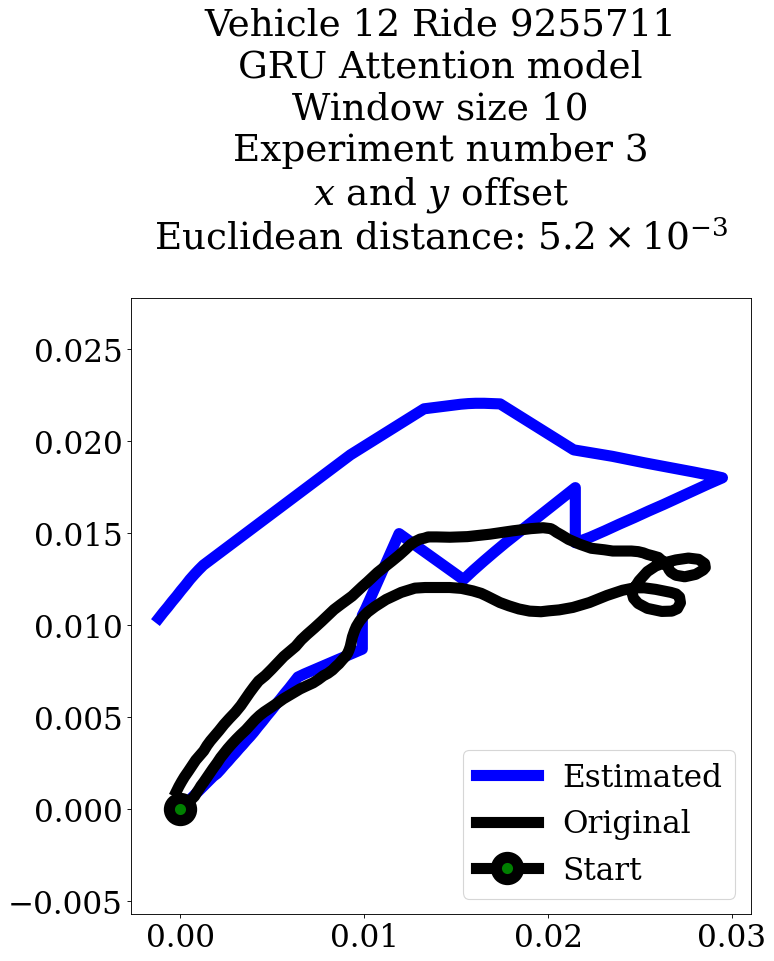 Vehicle 12 Ride 9255711
GRU Attention model
Window size 10
Experiment number 3
x and y offset
Euclidean distance: 5.2 × 10⁻³
0.025
0.020
0.015
0.010
0.005
0.000
−0.005
0.00 0.01 0.02 0.03
Estimated
Original
Start